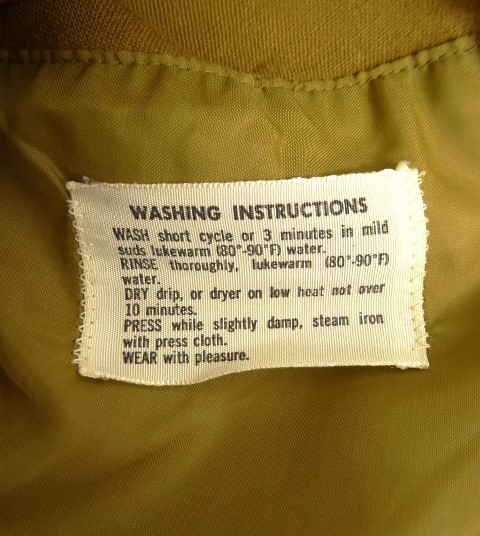 WASHING INSTRUCTIONS
WASH short cycle or 3 minutes in mild
suds lukewarm (80°-90°F) water.
RINSE thoroughly, lukewarm (80°-90°F)
water.
DRY drip, or dryer on low heat not over
10 minutes.
PRESS while slightly damp, steam iron
with press cloth.
WEAR with pleasure.